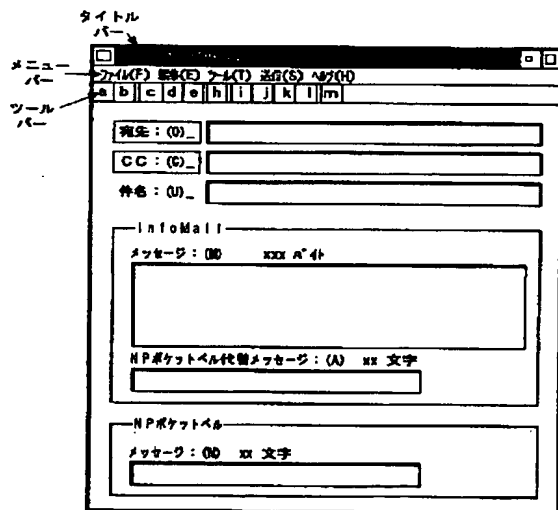 タイトル
バー
メニュー
バー
ファイル(F) 編集(E) ツール(T) 送信(S) ヘルプ(H)
ツール
バー
a b c d e h i j k l m
宛先：(O)_
CC：(C)_
件名：(U)_
InfoMail
メッセージ：(M) xxx バイト
NPポケットベル代替メッセージ：(A) xx 文字
NPポケットベル
メッセージ： xx 文字